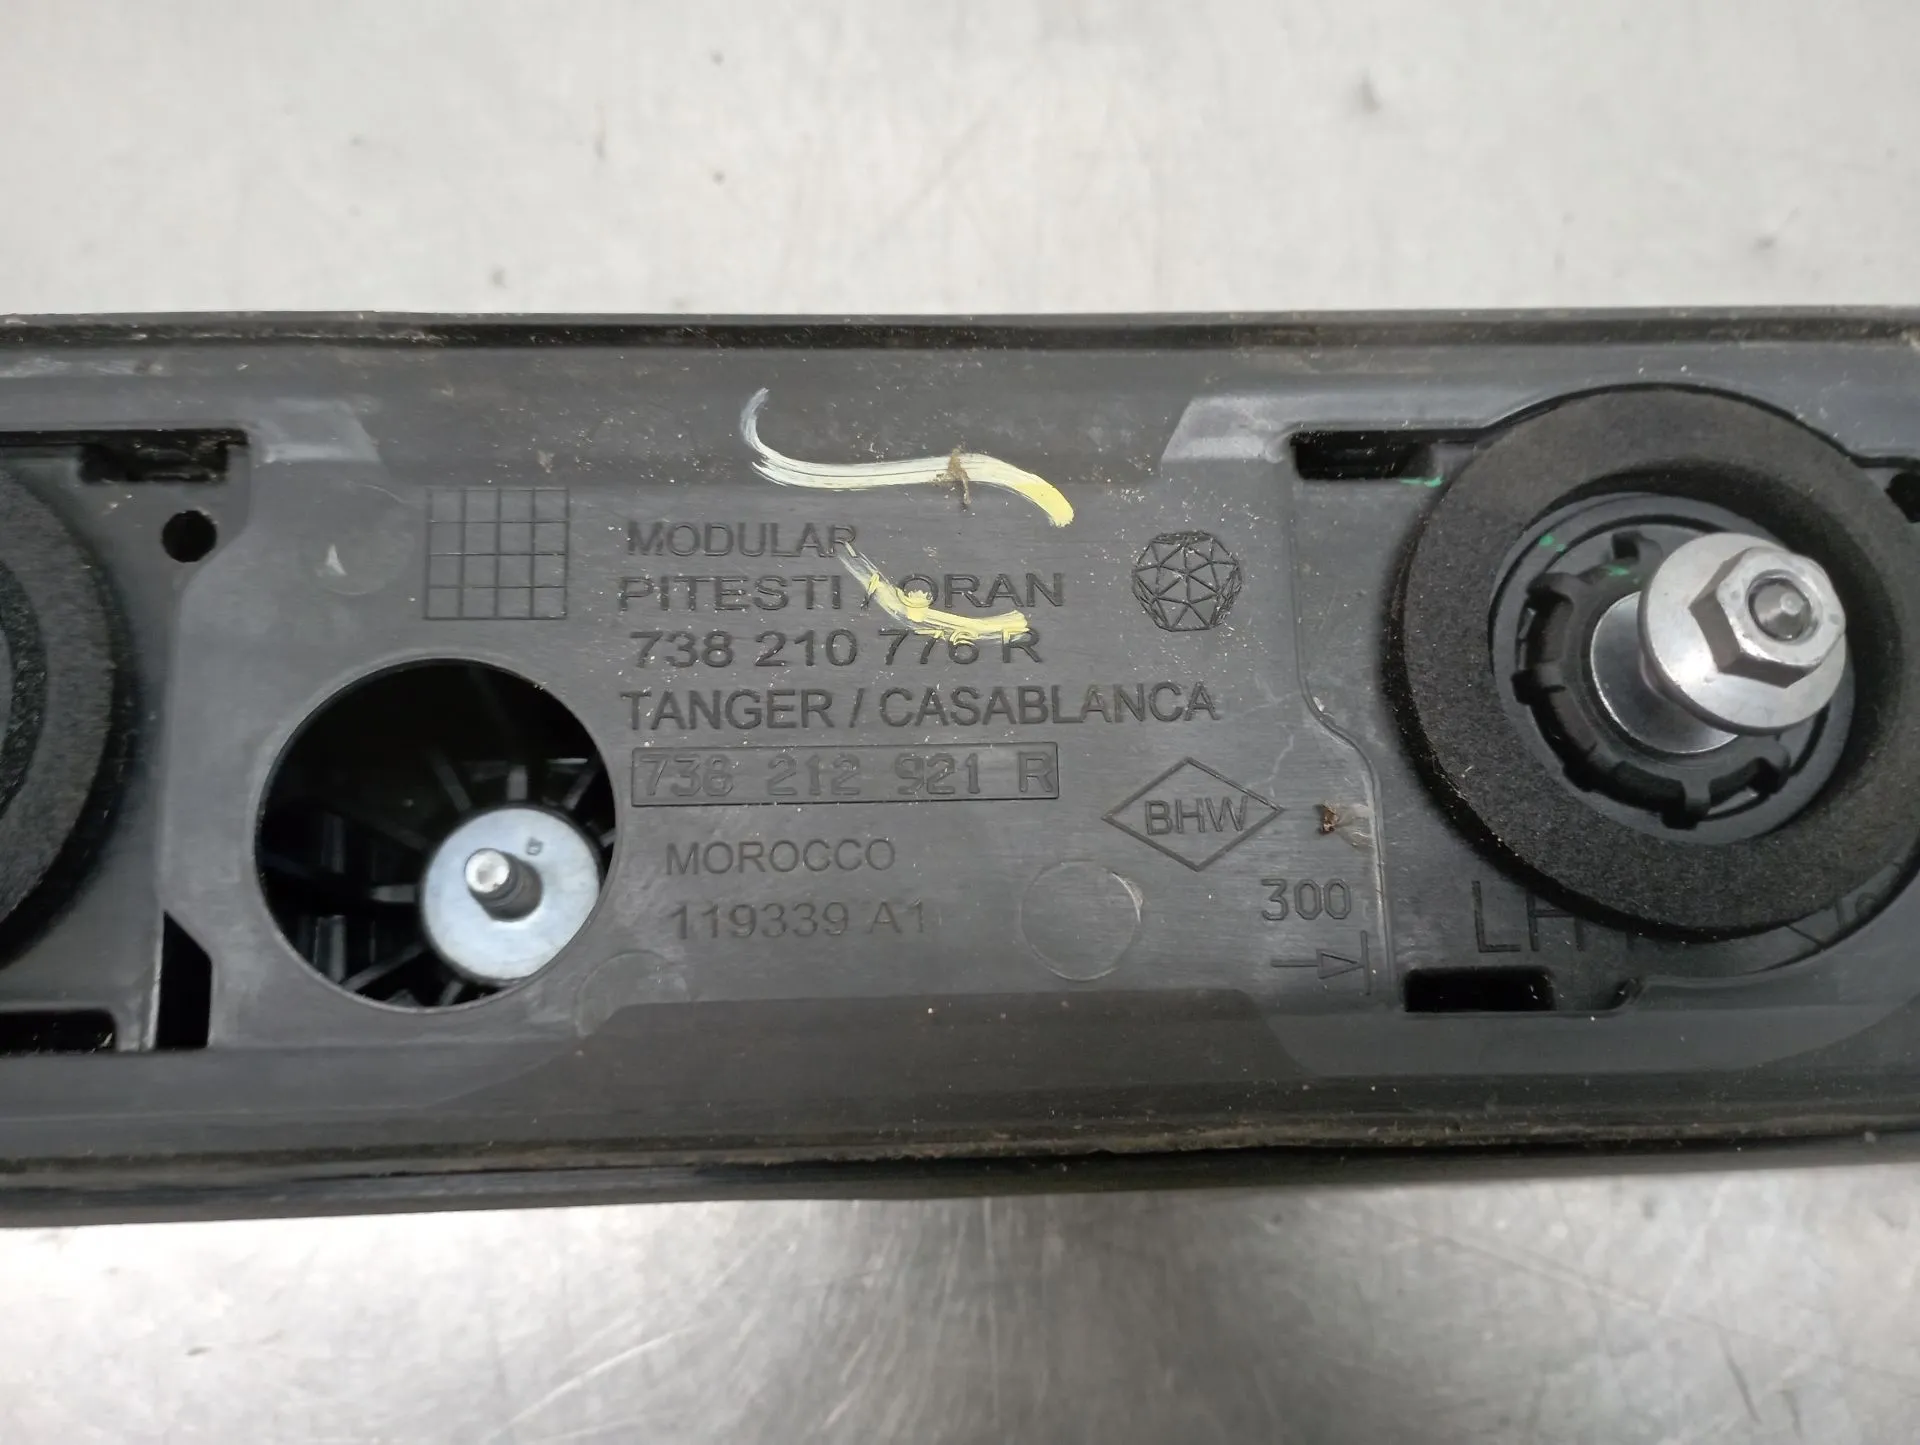 MODULAR
PITESTI / ORAN
738 210 776 R
TANGER / CASABLANCA
738 212 921 R
BHW
MOROCCO
300
119339 A1